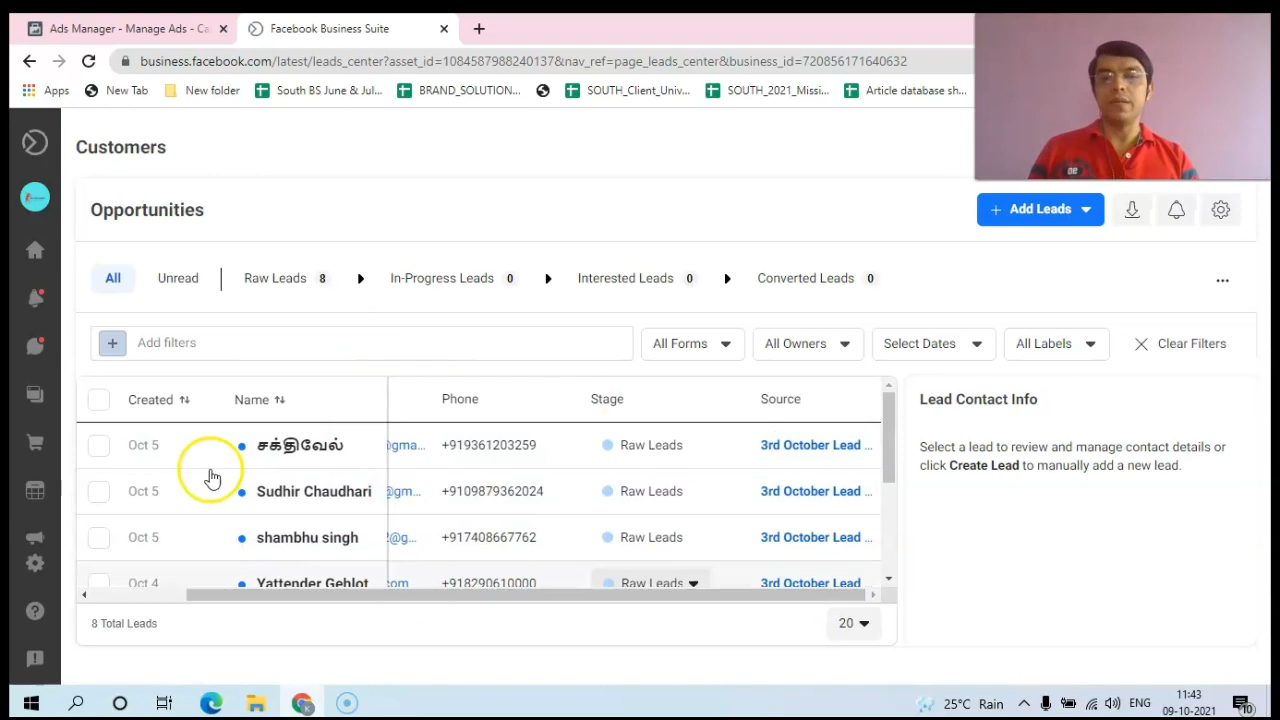 Ads Manager - Manage Ads - Ca
Facebook Business Suite
business.facebook.com/latest/leads_center?asset_id=1084587988240137&nav_ref=page_leads_center&business_id=720856171640632
Apps
New Tab
New folder
South BS June & Jul...
BRAND_SOLUTION...
SOUTH_Client_Univ...
SOUTH_2021_Missi...
Article database sh...
Customers
Opportunities
+ Add Leads
All
Unread
Raw Leads 8
In-Progress Leads 0
Interested Leads 0
Converted Leads 0
...
+ Add filters
All Forms
All Owners
Select Dates
All Labels
Clear Filters
Created
Name
Phone
Stage
Source
Oct 5 சக்திவேல் @gma... +919361203259 Raw Leads 3rd October Lead ...
Oct 5 Sudhir Chaudhari @gm... +9109879362024 Raw Leads 3rd October Lead ...
Oct 5 shambhu singh 2@g... +917408667762 Raw Leads 3rd October Lead ...
Oct 4 Yattender Gehlot com +918290610000 Raw Leads 3rd October Lead ...
8 Total Leads
20
Lead Contact Info
Select a lead to review and manage contact details or
click Create Lead to manually add a new lead.
25°C Rain
ENG
11:43
09-10-2021
10